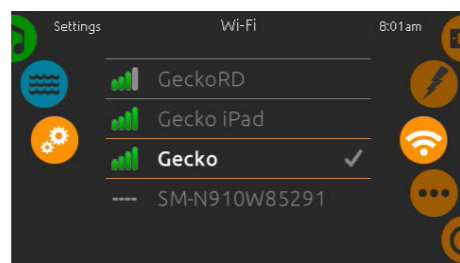 Settings Wi-Fi 8:01am
GeckoRD
Gecko iPad
Gecko
SM-N910W85291